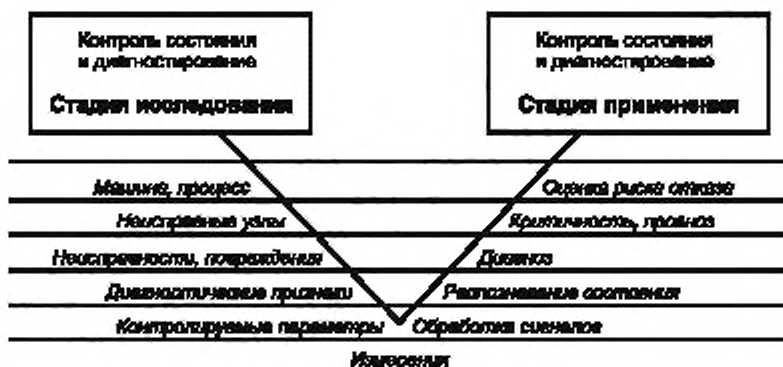 Контроль состояния
и диагностирование
Стадия исследования
Контроль состояния
и диагностирование
Стадия применения
Машина, процесс
Оценка риска отказа
Неисправные узлы
Критичность, прогноз
Неисправности, повреждения
Диагноз
Диагностические признаки
Распознавание состояния
Контролируемые параметры
Обработка сигналов
Измерения